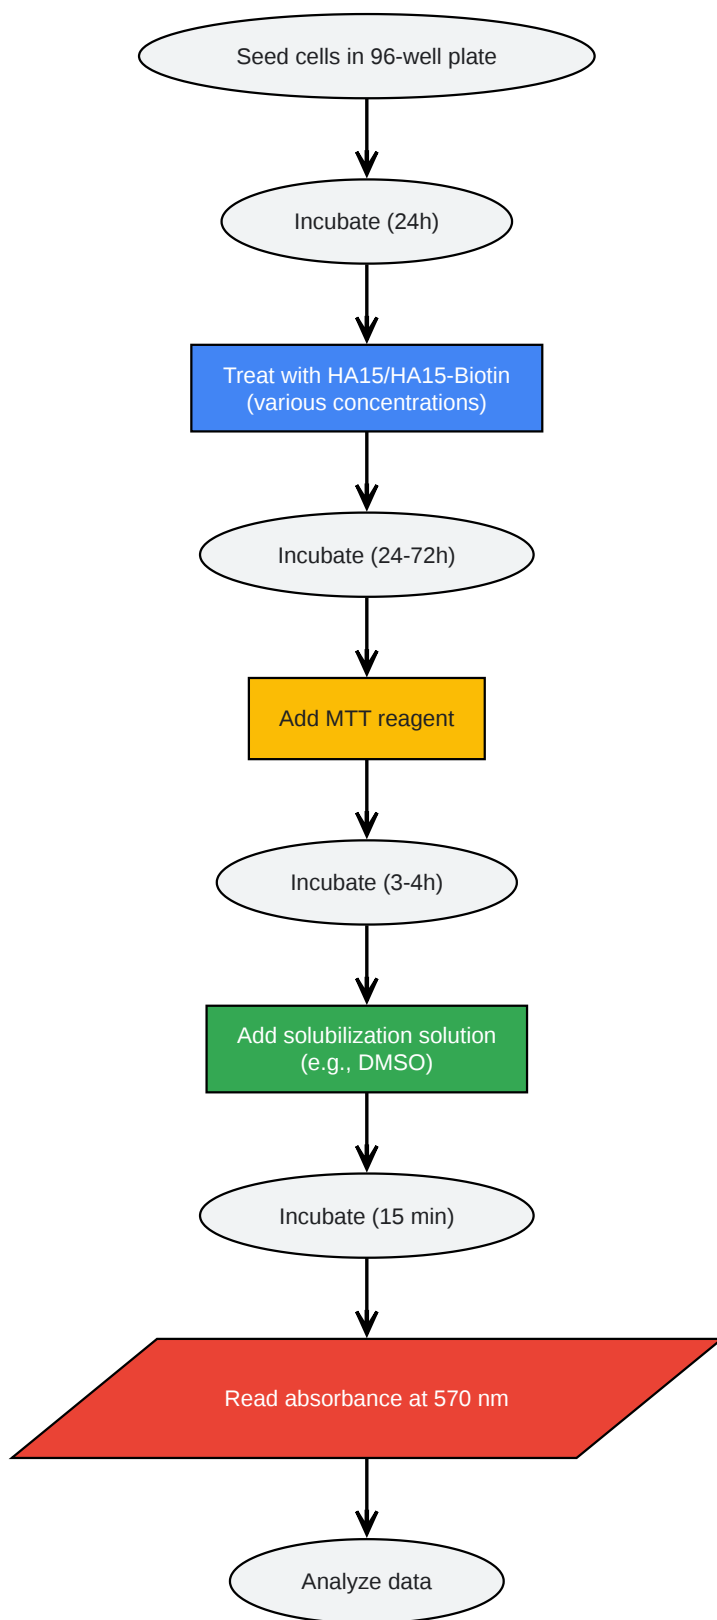 Seed cells in 96-well plate
Incubate (24h)
Treat with HA15/HA15-Biotin
(various concentrations)
Incubate (24-72h)
Add MTT reagent
Incubate (3-4h)
Add solubilization solution
(e.g., DMSO)
Incubate (15 min)
Read absorbance at 570 nm
Analyze data